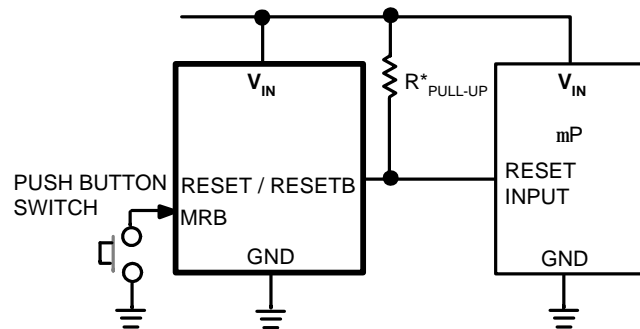 V_IN
R*_PULL-UP
V_IN
mP
PUSH BUTTON
SWITCH
RESET / RESETB
MRB
GND
RESET
INPUT
GND